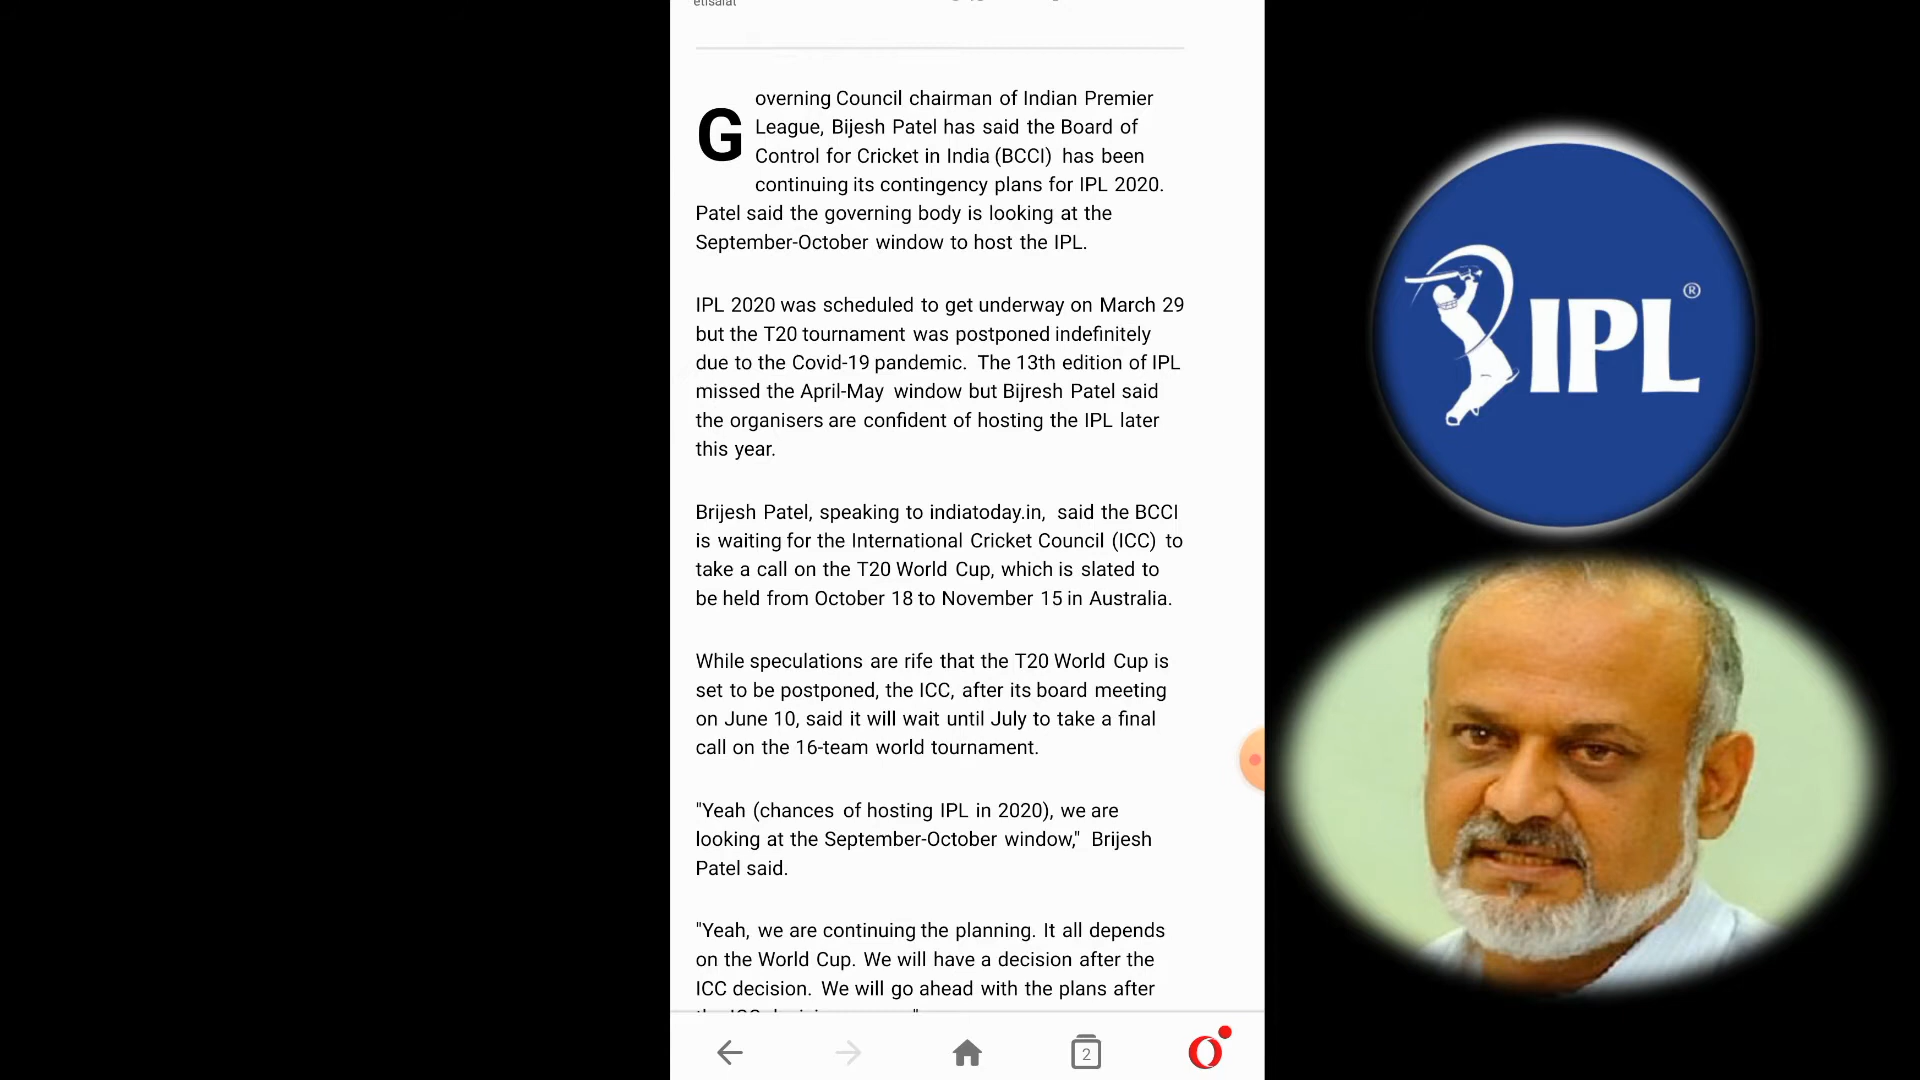 etisalat
Governing Council chairman of Indian Premier
League, Bijesh Patel has said the Board of
Control for Cricket in India (BCCI) has been
continuing its contingency plans for IPL 2020.
Patel said the governing body is looking at the
September-October window to host the IPL.
IPL 2020 was scheduled to get underway on March 29
but the T20 tournament was postponed indefinitely
due to the Covid-19 pandemic. The 13th edition of IPL
missed the April-May window but Bijresh Patel said
the organisers are confident of hosting the IPL later
this year.
Brijesh Patel, speaking to indiatoday.in, said the BCCI
is waiting for the International Cricket Council (ICC) to
take a call on the T20 World Cup, which is slated to
be held from October 18 to November 15 in Australia.
While speculations are rife that the T20 World Cup is
set to be postponed, the ICC, after its board meeting
on June 10, said it will wait until July to take a final
call on the 16-team world tournament.
"Yeah (chances of hosting IPL in 2020), we are
looking at the September-October window," Brijesh
Patel said.
"Yeah, we are continuing the planning. It all depends
on the World Cup. We will have a decision after the
ICC decision. We will go ahead with the plans after
2
IPL®